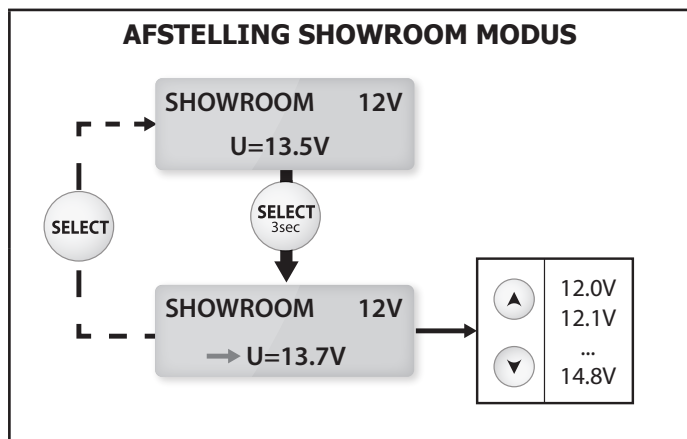 AFSTELLING SHOWROOM MODUS
SHOWROOM 12V
U=13.5V
SELECT
SELECT
3sec
SHOWROOM 12V
U=13.7V
12.0V
12.1V
...
14.8V